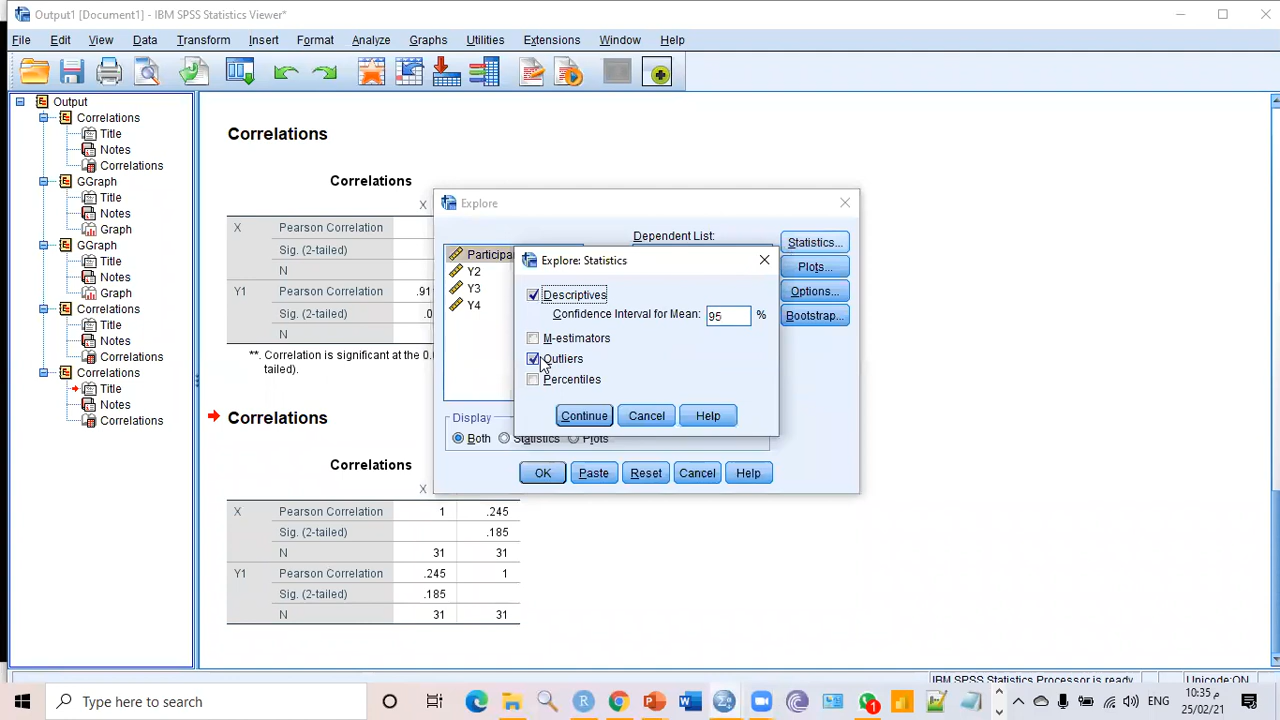 Output1 [Document1] - IBM SPSS Statistics Viewer*
File Edit View Data Transform Insert Format Analyze Graphs Utilities Extensions Window Help
Output
Correlations
Title
Notes
Correlations
GGraph
Title
Notes
Graph
GGraph
Title
Notes
Graph
Correlations
Title
Notes
Correlations
Correlations
Title
Notes
Correlations
Correlations
Correlations
X
X Pearson Correlation
Sig. (2-tailed)
N
Y1 Pearson Correlation .91
Sig. (2-tailed) .0
N
**. Correlation is significant at the 0.0
tailed).
Correlations
Correlations
X
X Pearson Correlation 1 .245
Sig. (2-tailed) .185
N 31 31
Y1 Pearson Correlation .245 1
Sig. (2-tailed) .185
N 31 31
Explore
Dependent List:
Participa
Y2
Y3
Y4
Statistics...
Plots...
Options...
Bootstrap...
Display
Both Statistics Plots
OK Paste Reset Cancel Help
Explore: Statistics
Descriptives
Confidence Interval for Mean: 95 %
M-estimators
Outliers
Percentiles
Continue Cancel Help
IBM SPSS Statistics Processor is ready
Unicode:ON
Type here to search
1
ENG
10:35 م
25/02/21